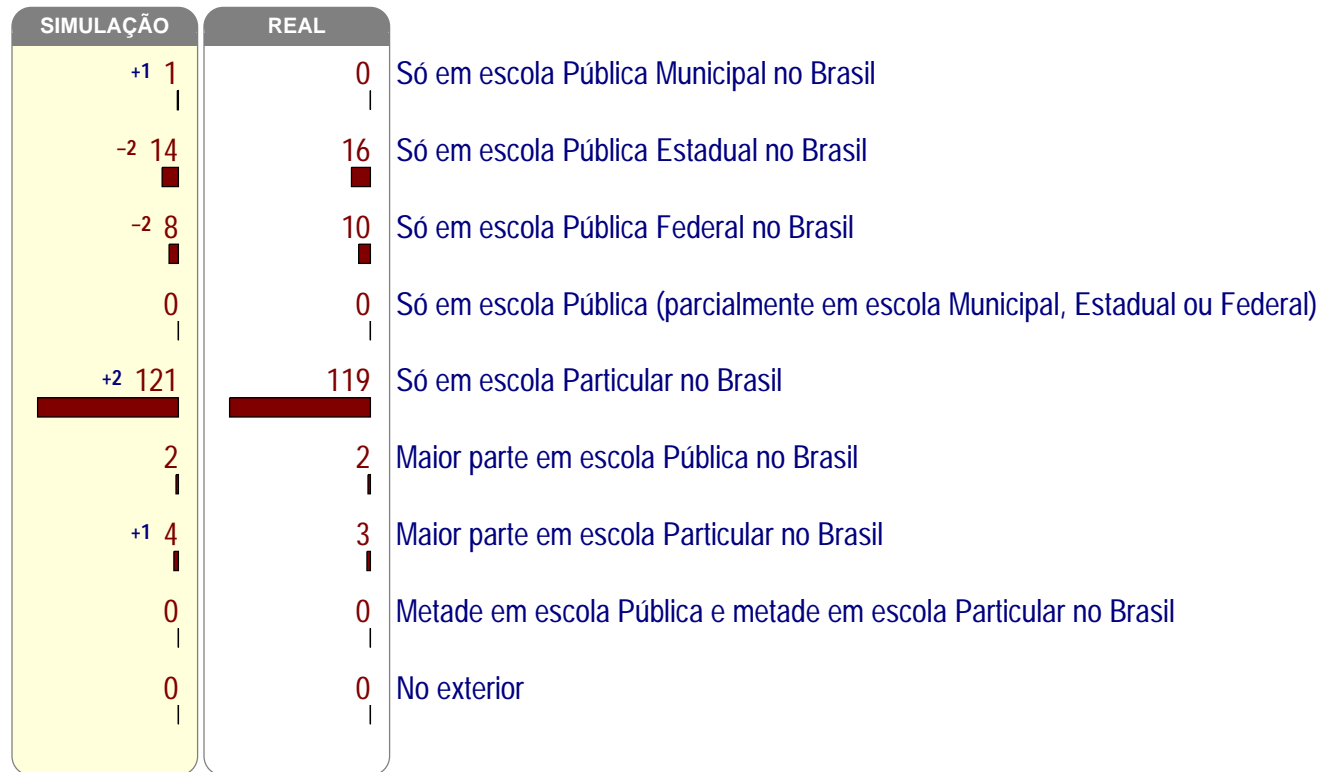 SIMULAÇÃO REAL
+1 1 0 Só em escola Pública Municipal no Brasil
−2 14 16 Só em escola Pública Estadual no Brasil
−2 8 10 Só em escola Pública Federal no Brasil
0 0 Só em escola Pública (parcialmente em escola Municipal, Estadual ou Federal)
+2 121 119 Só em escola Particular no Brasil
2 2 Maior parte em escola Pública no Brasil
+1 4 3 Maior parte em escola Particular no Brasil
0 0 Metade em escola Pública e metade em escola Particular no Brasil
0 0 No exterior